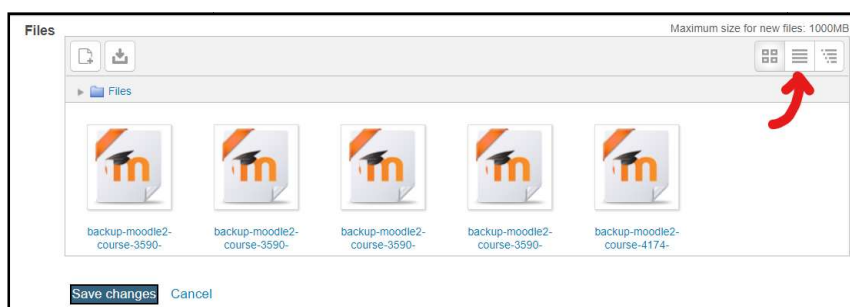 Files
Maximum size for new files: 1000MB
Files
backup-moodle2-
course-3590-
backup-moodle2-
course-3590-
backup-moodle2-
course-3590-
backup-moodle2-
course-3590-
backup-moodle2-
course-4174-
Save changes Cancel